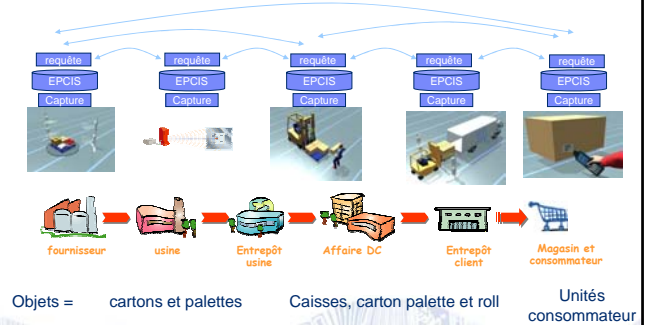 requête requête requête requête requête
EPCIS EPCIS EPCIS EPCIS EPCIS
Capture Capture Capture Capture Capture
fournisseur usine Entrepôt usine Affaire DC Entrepôt client Magasin et consommateur
Objets = cartons et palettes Caisses, carton palette et roll Unités consommateur